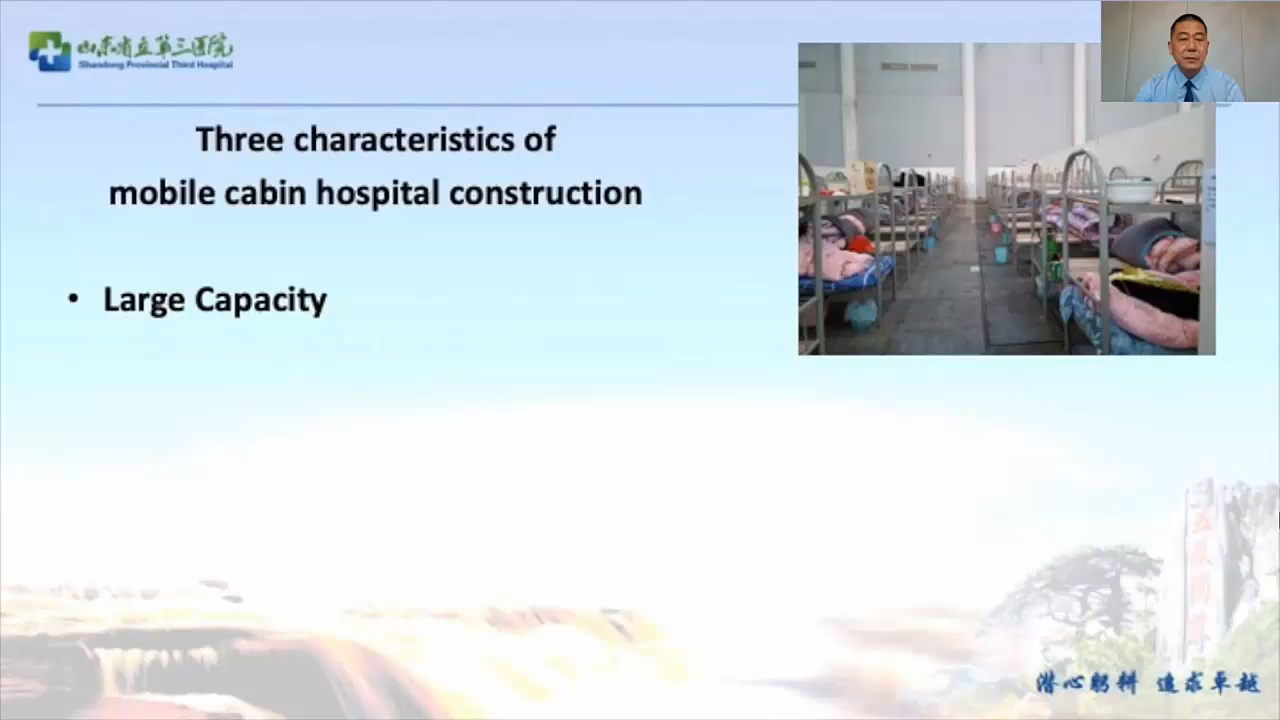 山东省立第三医院
Shandong Provincial Third Hospital
Three characteristics of
mobile cabin hospital construction
• Large Capacity
潜心躬耕 追求卓越